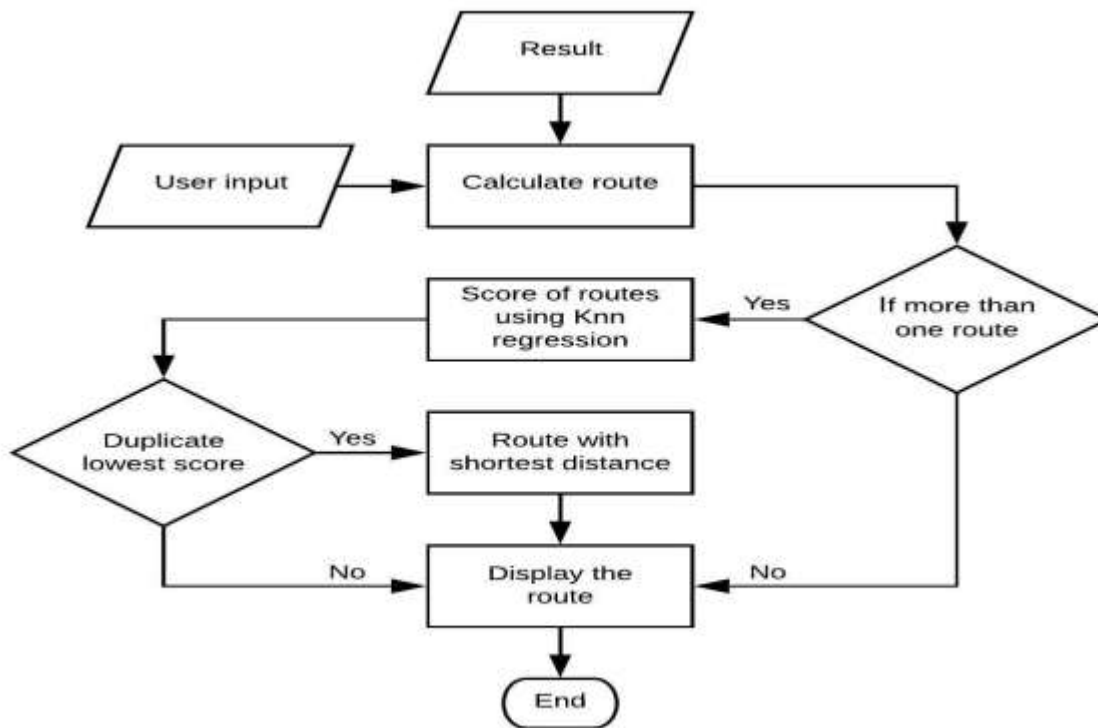 Result
User input
Calculate route
Score of routes
using Knn
regression
Yes
If more than
one route
Duplicate
lowest score
Yes
Route with
shortest distance
No
Display the
route
No
End